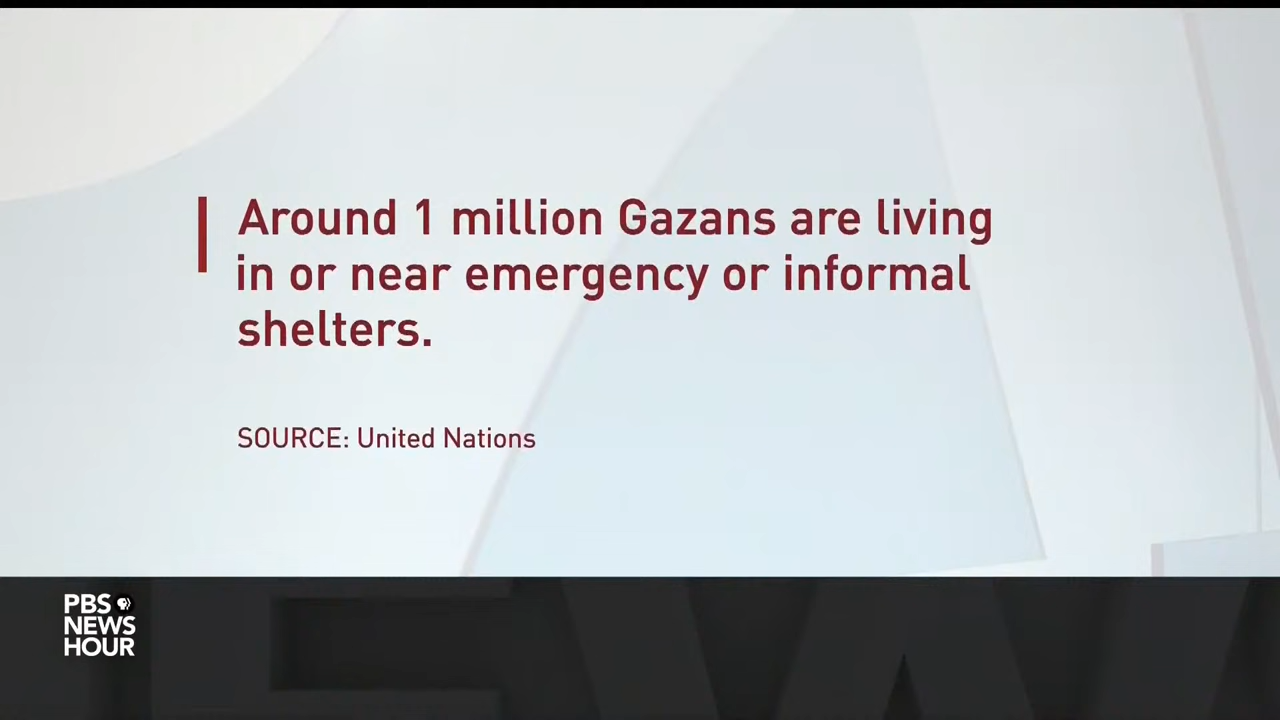 Around 1 million Gazans are living
in or near emergency or informal
shelters.
SOURCE: United Nations
PBS
NEWS
HOUR